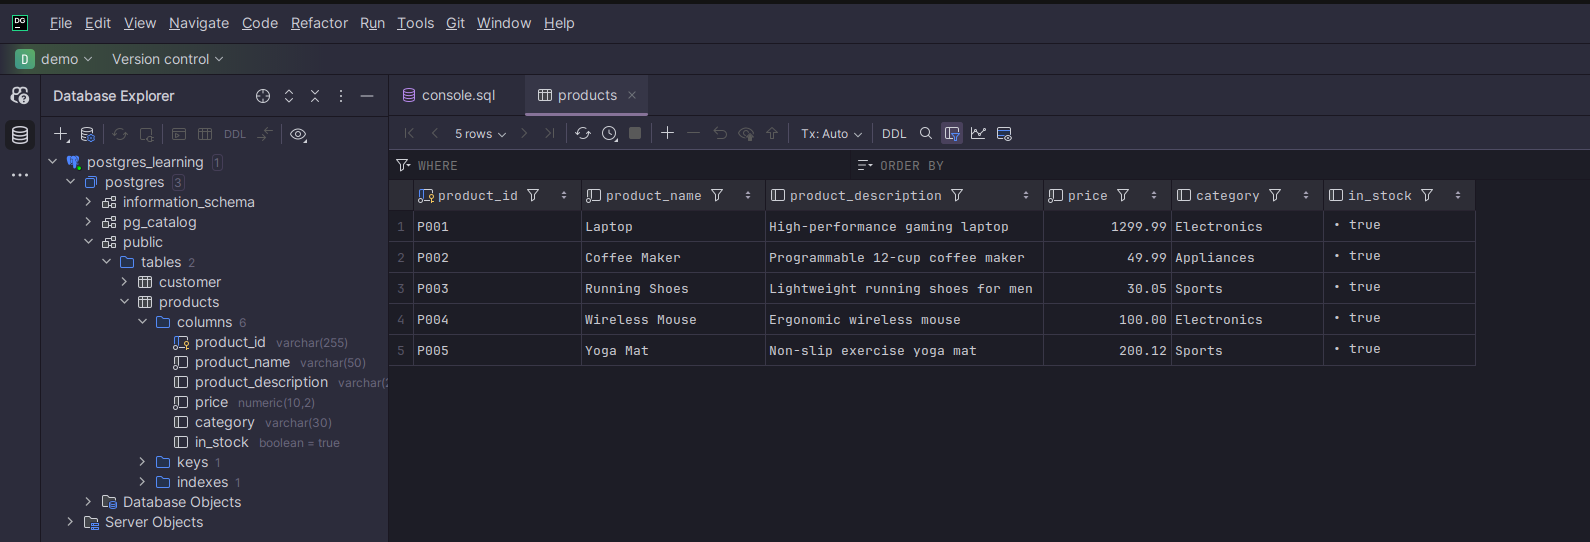 DG File Edit View Navigate Code Refactor Run Tools Git Window Help
D demo Version control
Database Explorer
DDL
postgres_learning 1
postgres 3
information_schema
pg_catalog
public
tables 2
customer
products
columns 6
product_id varchar(255)
product_name varchar(50)
product_description varchar(2
price numeric(10,2)
category varchar(30)
in_stock boolean = true
keys 1
indexes 1
Database Objects
Server Objects
console.sql products
5 rows Tx: Auto DDL
WHERE ORDER BY
product_id product_name product_description price category in_stock
1 P001 Laptop High-performance gaming laptop 1299.99 Electronics • true
2 P002 Coffee Maker Programmable 12-cup coffee maker 49.99 Appliances • true
3 P003 Running Shoes Lightweight running shoes for men 30.05 Sports • true
4 P004 Wireless Mouse Ergonomic wireless mouse 100.00 Electronics • true
5 P005 Yoga Mat Non-slip exercise yoga mat 200.12 Sports • true